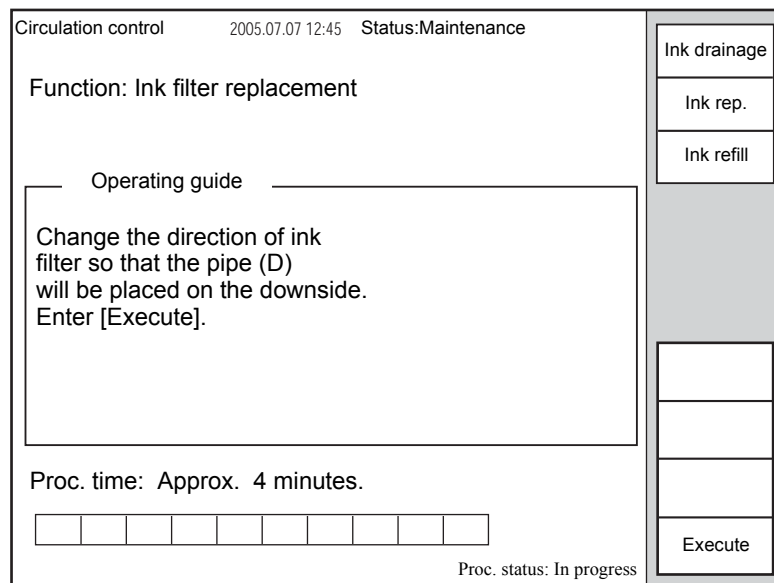 Circulation control 2005.07.07 12:45 Status:Maintenance
Function: Ink filter replacement
Operating guide
Change the direction of ink
filter so that the pipe (D)
will be placed on the downside.
Enter [Execute].
Proc. time: Approx. 4 minutes.
Proc. status: In progress
Ink drainage
Ink rep.
Ink refill
Execute